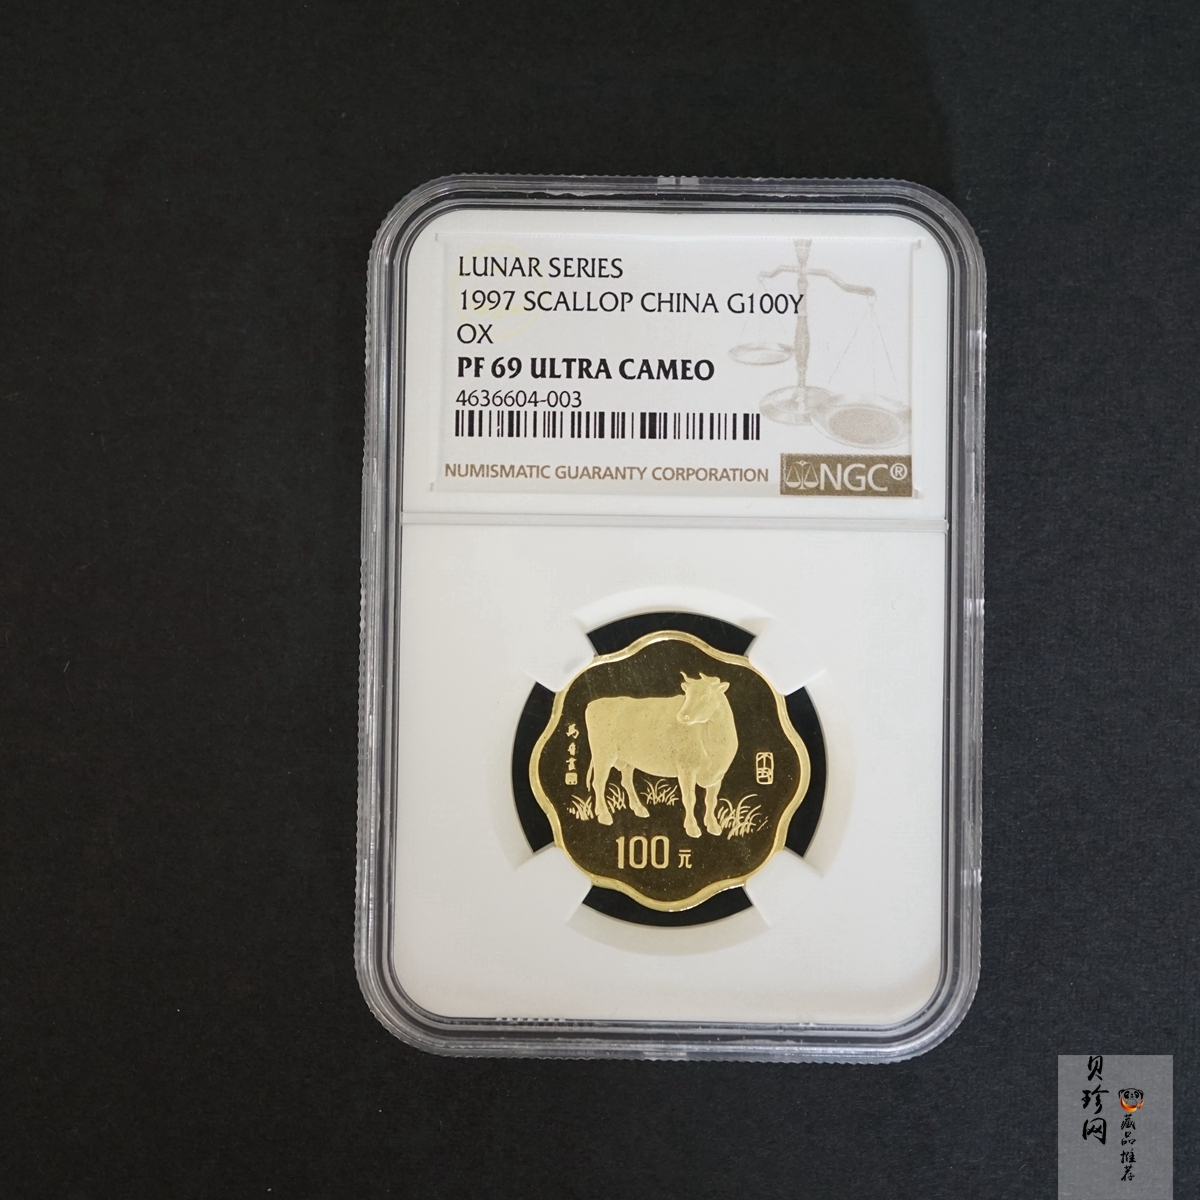 LUNAR SERIES
1997 SCALLOP CHINA G100Y
OX
PF 69 ULTRA CAMEO
4636604-003
NUMISMATIC GUARANTY CORPORATION
NGC®
100元
贝珍网
藏品推荐